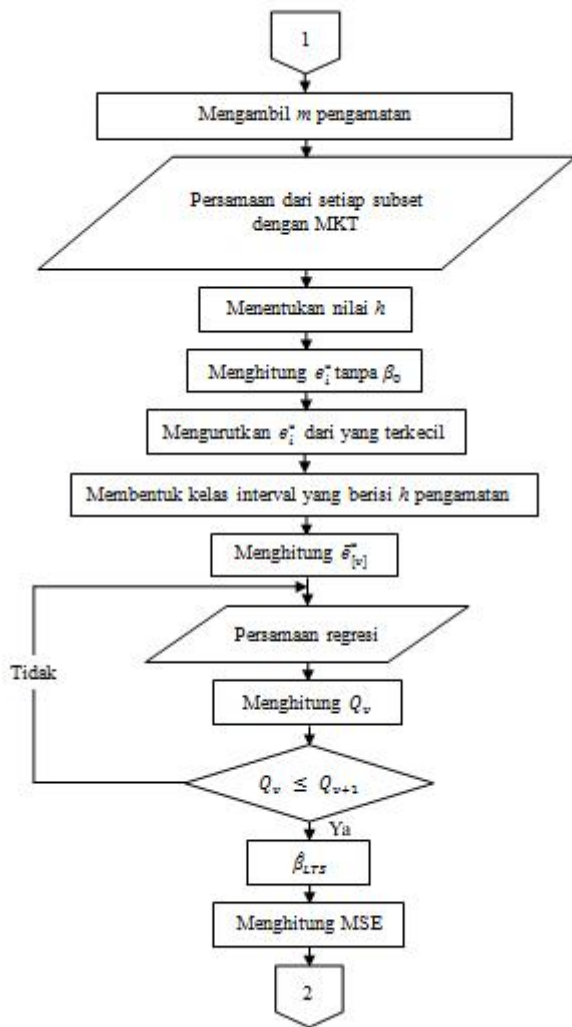 1
Mengambil m pengamatan
Persamaan dari setiap subset
dengan MKT
Menentukan nilai h
Menghitung e*ᵢ tanpa β₀
Mengurutkan e*ᵢ dari yang terkecil
Membentuk kelas interval yang berisi h pengamatan
Menghitung ē*[v]
Persamaan regresi
Tidak
Menghitung Qᵥ
Qᵥ ≤ Qᵥ₊₁
Ya
β̂_LTS
Menghitung MSE
2